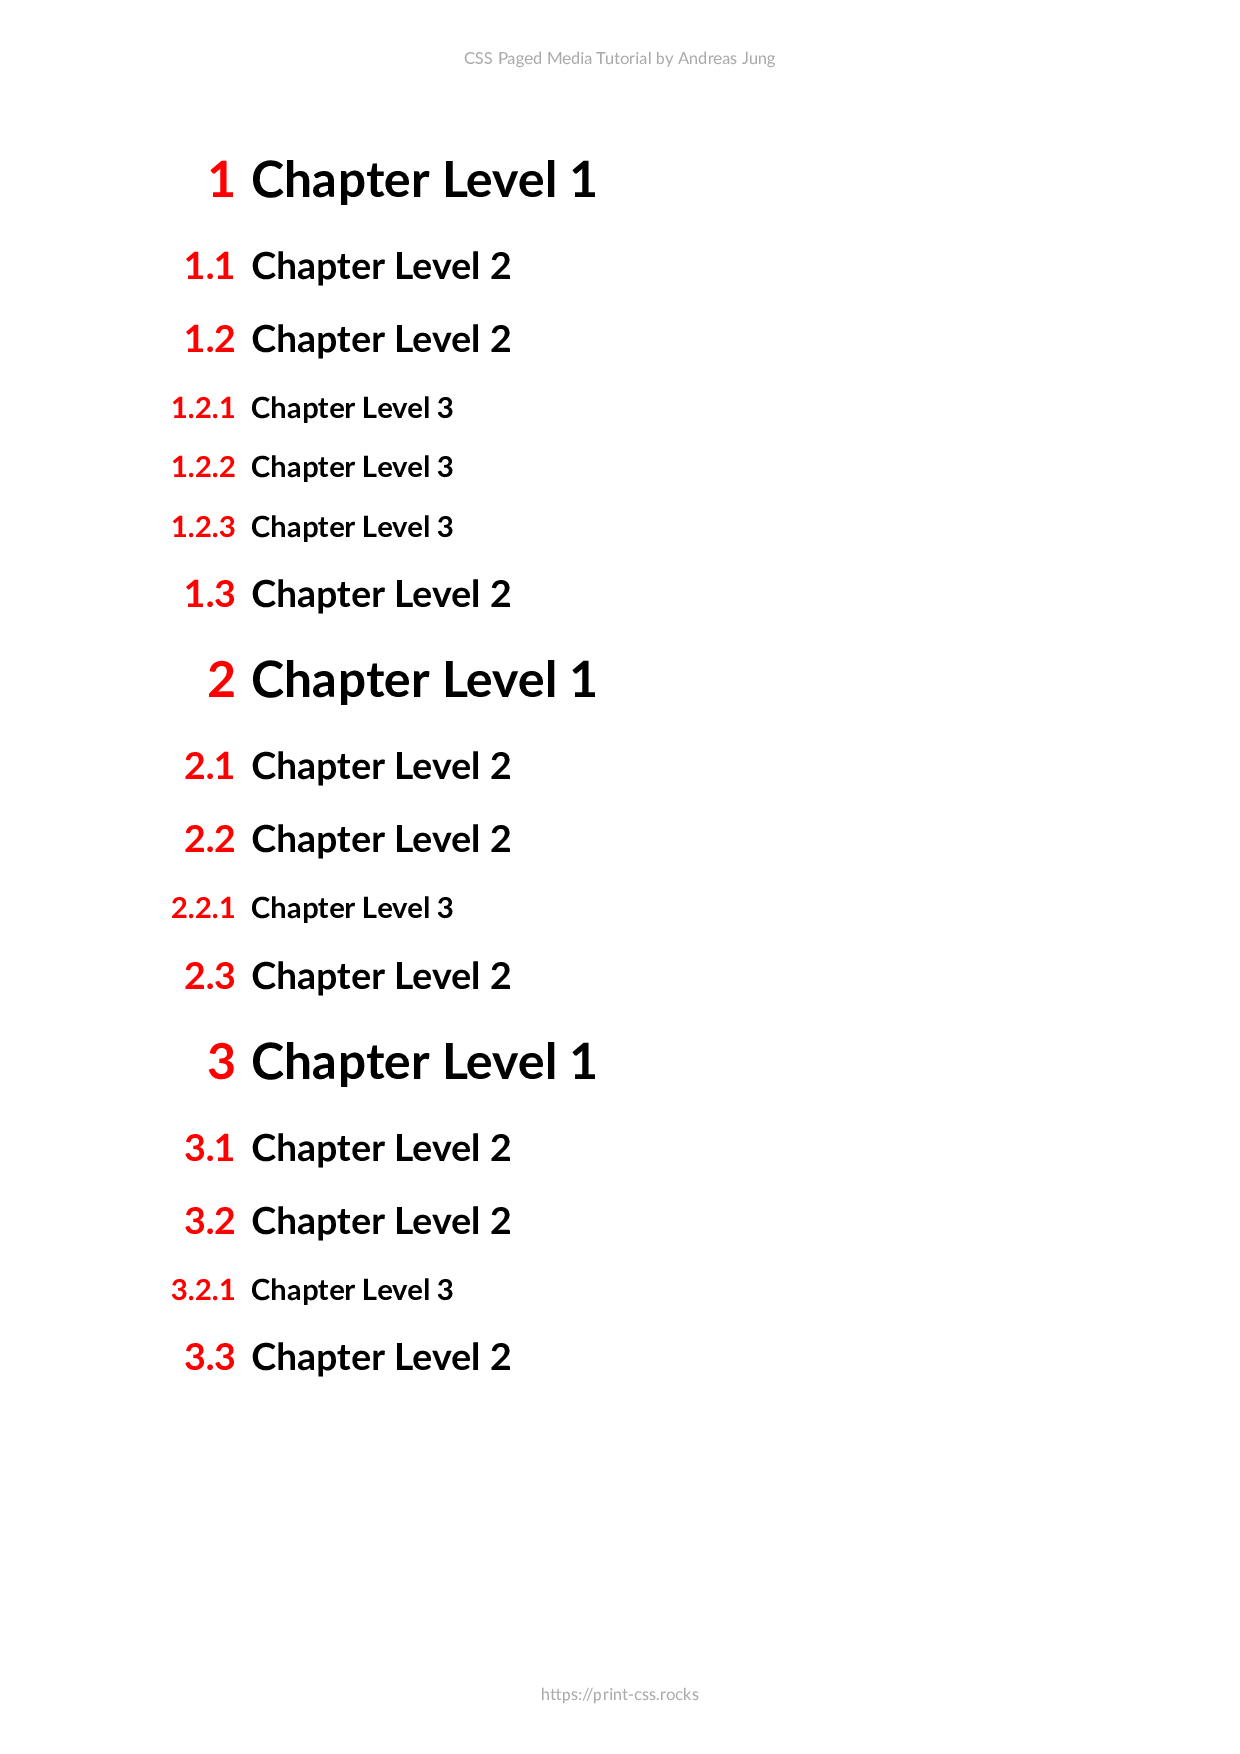 CSS Paged Media Tutorial by Andreas Jung
1 Chapter Level 1
1.1 Chapter Level 2
1.2 Chapter Level 2
1.2.1 Chapter Level 3
1.2.2 Chapter Level 3
1.2.3 Chapter Level 3
1.3 Chapter Level 2
2 Chapter Level 1
2.1 Chapter Level 2
2.2 Chapter Level 2
2.2.1 Chapter Level 3
2.3 Chapter Level 2
3 Chapter Level 1
3.1 Chapter Level 2
3.2 Chapter Level 2
3.2.1 Chapter Level 3
3.3 Chapter Level 2
https://print-css.rocks